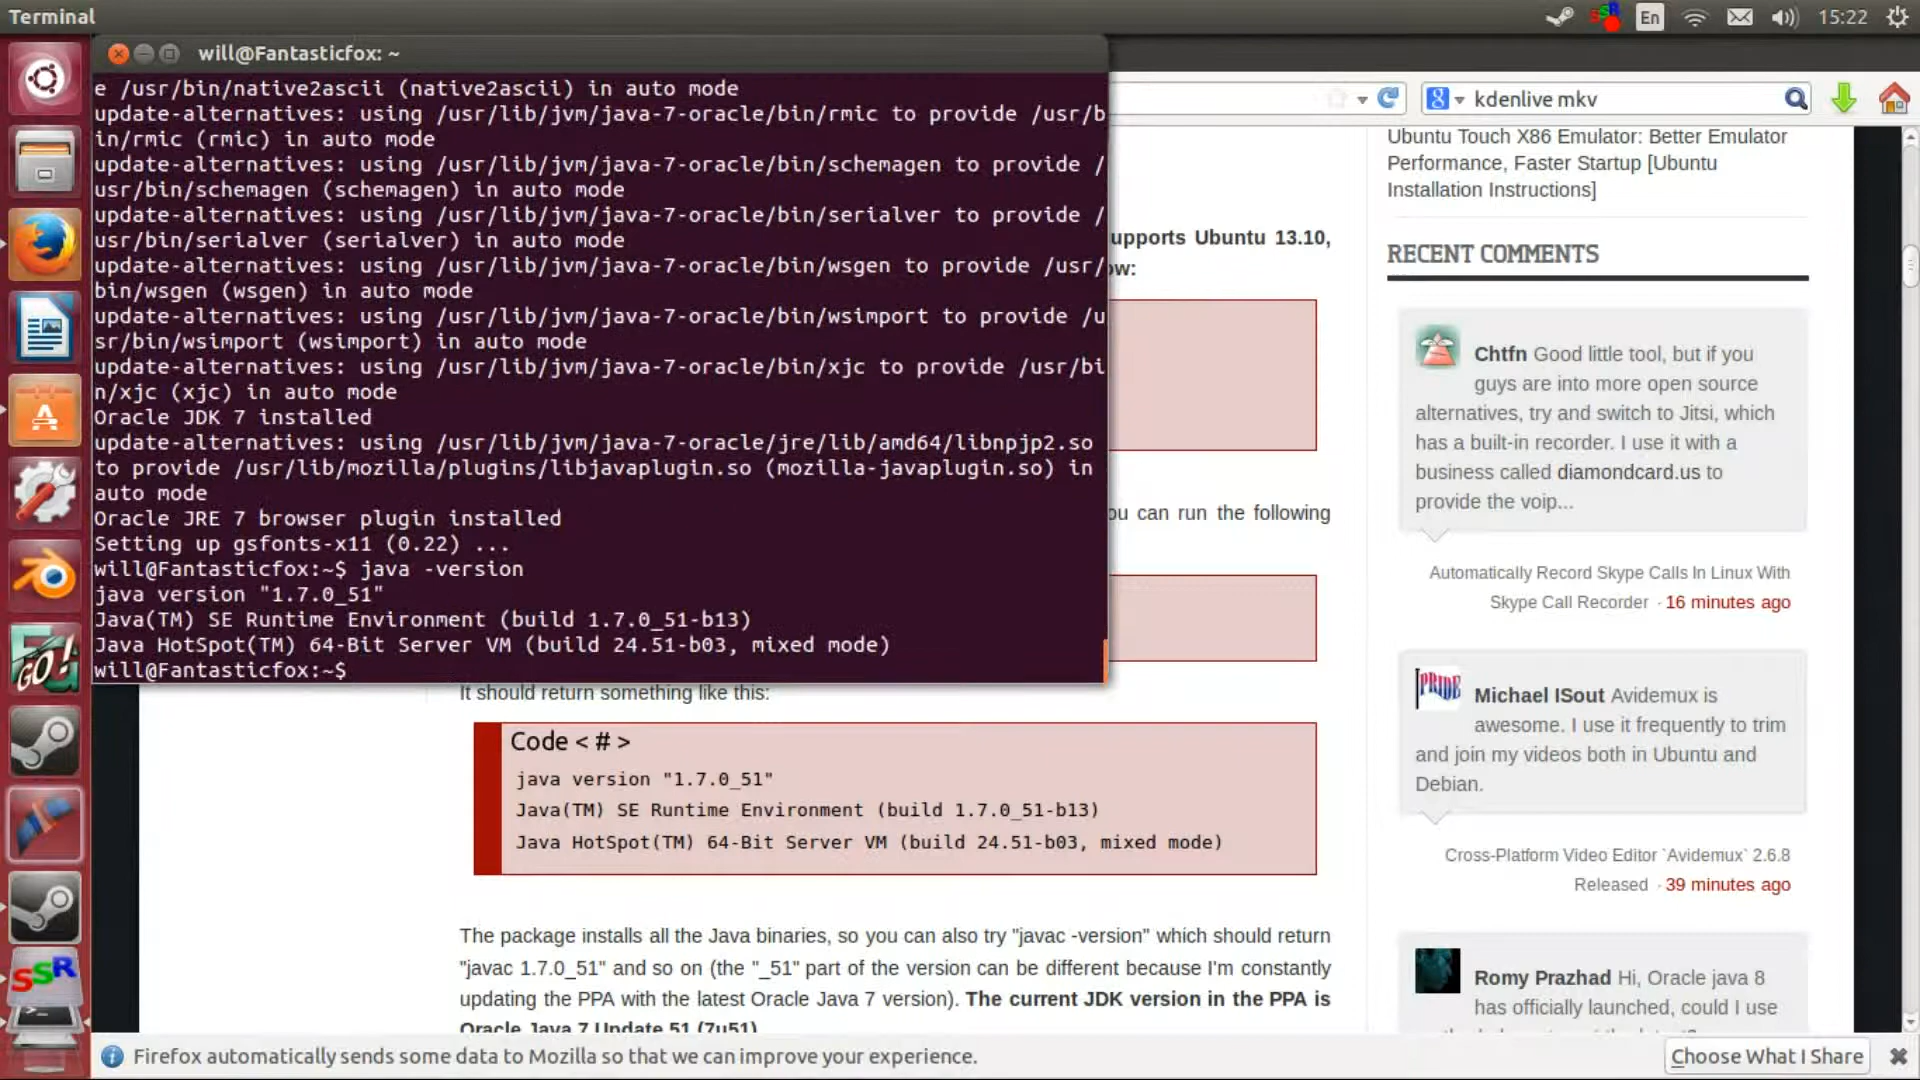 Terminal
En
15:22
will@Fantasticfox: ~
e /usr/bin/native2ascii (native2ascii) in auto mode
update-alternatives: using /usr/lib/jvm/java-7-oracle/bin/rmic to provide /usr/b
in/rmic (rmic) in auto mode
update-alternatives: using /usr/lib/jvm/java-7-oracle/bin/schemagen to provide /
usr/bin/schemagen (schemagen) in auto mode
update-alternatives: using /usr/lib/jvm/java-7-oracle/bin/serialver to provide /
usr/bin/serialver (serialver) in auto mode
update-alternatives: using /usr/lib/jvm/java-7-oracle/bin/wsgen to provide /usr/
bin/wsgen (wsgen) in auto mode
update-alternatives: using /usr/lib/jvm/java-7-oracle/bin/wsimport to provide /u
sr/bin/wsimport (wsimport) in auto mode
update-alternatives: using /usr/lib/jvm/java-7-oracle/bin/xjc to provide /usr/bi
n/xjc (xjc) in auto mode
Oracle JDK 7 installed
update-alternatives: using /usr/lib/jvm/java-7-oracle/jre/lib/amd64/libnpjp2.so
to provide /usr/lib/mozilla/plugins/libjavaplugin.so (mozilla-javaplugin.so) in
auto mode
Oracle JRE 7 browser plugin installed
Setting up gsfonts-x11 (0.22) ...
will@Fantasticfox:~$ java -version
java version "1.7.0_51"
Java(TM) SE Runtime Environment (build 1.7.0_51-b13)
Java HotSpot(TM) 64-Bit Server VM (build 24.51-b03, mixed mode)
will@Fantasticfox:~$
kdenlive mkv
upports Ubuntu 13.10,
ow:
ou can run the following
It should return something like this:
Code < # >
java version "1.7.0_51"
Java(TM) SE Runtime Environment (build 1.7.0_51-b13)
Java HotSpot(TM) 64-Bit Server VM (build 24.51-b03, mixed mode)
The package installs all the Java binaries, so you can also try "javac -version" which should return
"javac 1.7.0_51" and so on (the "_51" part of the version can be different because I'm constantly
updating the PPA with the latest Oracle Java 7 version). The current JDK version in the PPA is
Oracle Java 7 Update 51 (7u51)
Ubuntu Touch X86 Emulator: Better Emulator
Performance, Faster Startup [Ubuntu
Installation Instructions]
RECENT COMMENTS
Chtfn Good little tool, but if you
guys are into more open source
alternatives, try and switch to Jitsi, which
has a built-in recorder. I use it with a
business called diamondcard.us to
provide the voip...
Automatically Record Skype Calls In Linux With
Skype Call Recorder · 16 minutes ago
PRIDE
Michael ISout Avidemux is
awesome. I use it frequently to trim
and join my videos both in Ubuntu and
Debian.
Cross-Platform Video Editor `Avidemux` 2.6.8
Released · 39 minutes ago
Romy Prazhad Hi, Oracle java 8
has officially launched, could I use
GO!
SSR
Firefox automatically sends some data to Mozilla so that we can improve your experience.
Choose What I Share